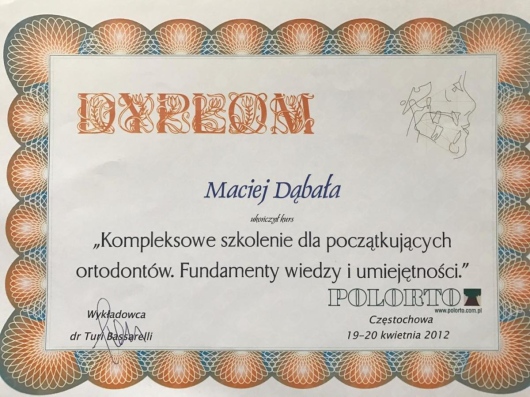 DYPLOM
Maciej Dąbała
ukończył kurs
„Kompleksowe szkolenie dla początkujących
ortodontów. Fundamenty wiedzy i umiejętności.”
POLORTO
www.polorto.com.pl
Wykładowca
dr Turi Bassarelli
Częstochowa
19-20 kwietnia 2012